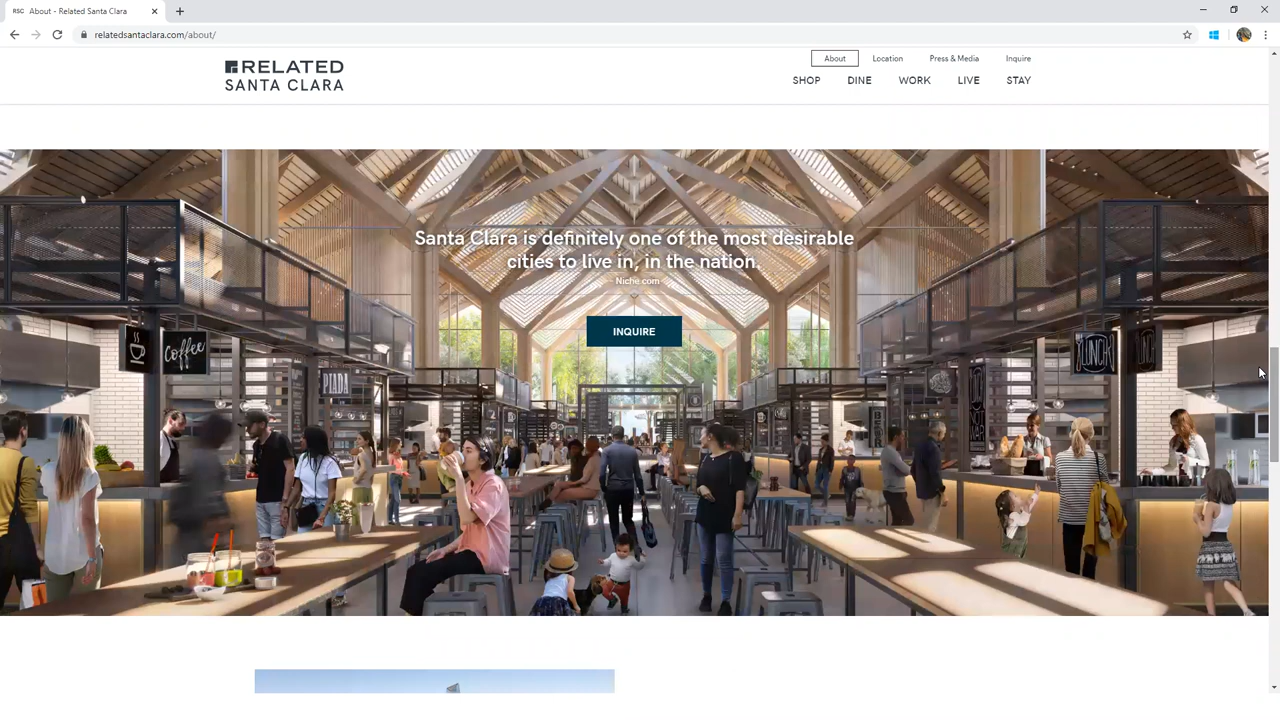 RSC About - Related Santa Clara
relatedsantaclara.com/about/
RELATED
SANTA CLARA
About Location Press & Media Inquire
SHOP DINE WORK LIVE STAY
Santa Clara is definitely one of the most desirable
cities to live in, in the nation.
- Niche.com -
INQUIRE
Coffee
PIADA
LUNCH